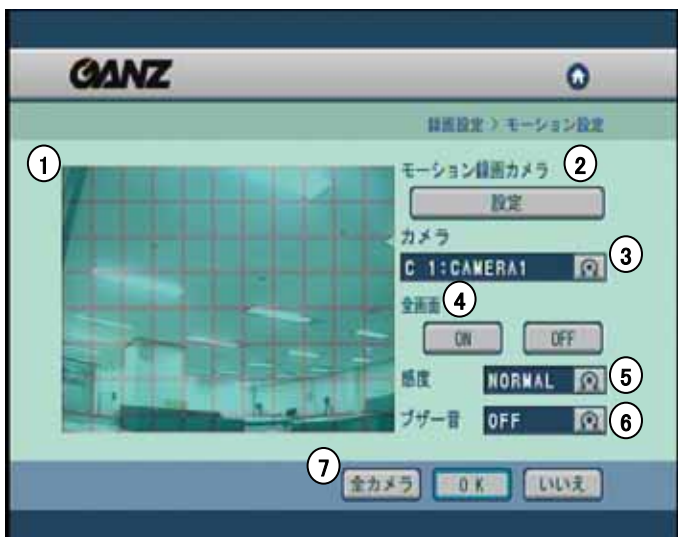 GANZ
録画設定 > モーション設定
①
モーション録画カメラ ②
設定
カメラ
C 1:CAMERA1 ③
全画面 ④
ON OFF
感度 NORMAL ⑤
ブザー音 OFF ⑥
⑦ 全カメラ OK いいえ